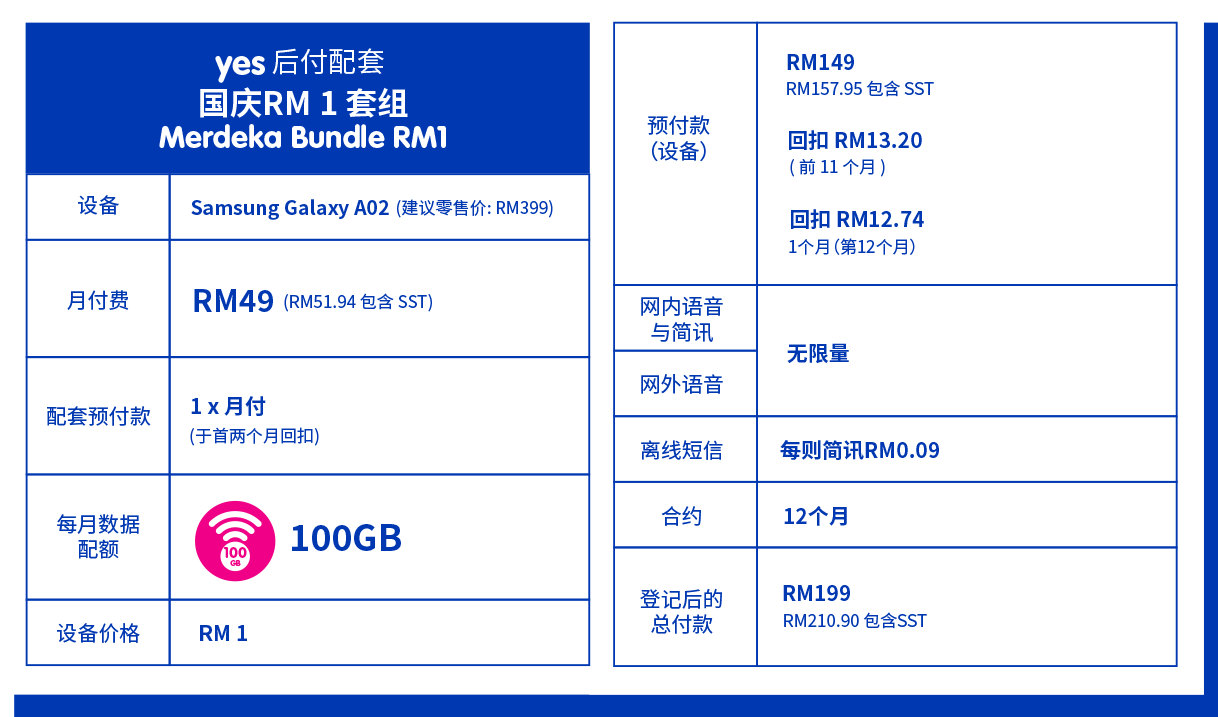 yes 后付配套
国庆RM 1 套组
Merdeka Bundle RM1
设备
Samsung Galaxy A02 (建议零售价: RM399)
月付费
RM49 (RM51.94 包含 SST)
配套预付款
1 x 月付
(于首两个月回扣)
每月数据
配额
100
GB
100GB
设备价格
RM 1
预付款
（设备）
RM149
RM157.95 包含 SST
回扣 RM13.20
( 前 11 个月 )
回扣 RM12.74
1个月（第12个月）
网内语音
与简讯
网外语音
无限量
离线短信
每则简讯RM0.09
合约
12个月
登记后的
总付款
RM199
RM210.90 包含SST